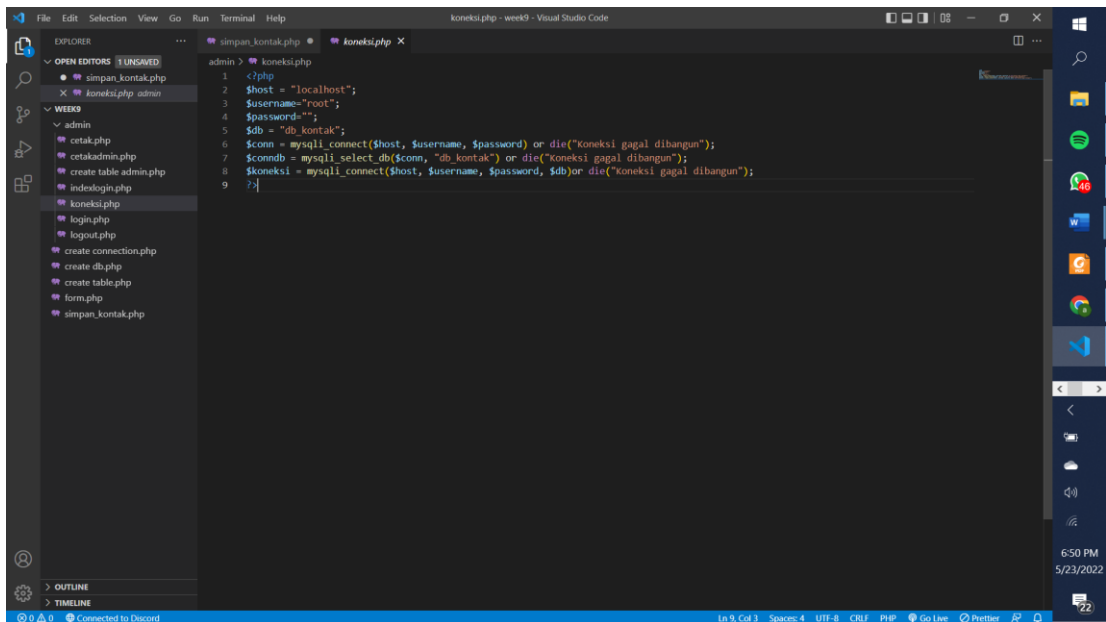 File Edit Selection View Go Run Terminal Help
koneksi.php - week9 - Visual Studio Code
EXPLORER
OPEN EDITORS 1 UNSAVED
simpan_kontak.php
koneksi.php admin
WEEK9
admin
cetak.php
cetakadmin.php
create table admin.php
indexlogin.php
koneksi.php
login.php
logout.php
create connection.php
create db.php
create table.php
form.php
simpan_kontak.php
OUTLINE
TIMELINE
simpan_kontak.php koneksi.php
admin > koneksi.php
1 <?php
2 $host = "localhost";
3 $username="root";
4 $password="";
5 $db = "db_kontak";
6 $conn = mysqli_connect($host, $username, $password) or die("Koneksi gagal dibangun");
7 $conndb = mysqli_select_db($conn, "db_kontak") or die("Koneksi gagal dibangun");
8 $koneksi = mysqli_connect($host, $username, $password, $db)or die("Koneksi gagal dibangun");
9 ?>
0 0 Connected to Discord
Ln 9, Col 3 Spaces: 4 UTF-8 CRLF PHP Go Live Prettier
1
46
W
G
8
6:50 PM
5/23/2022
22